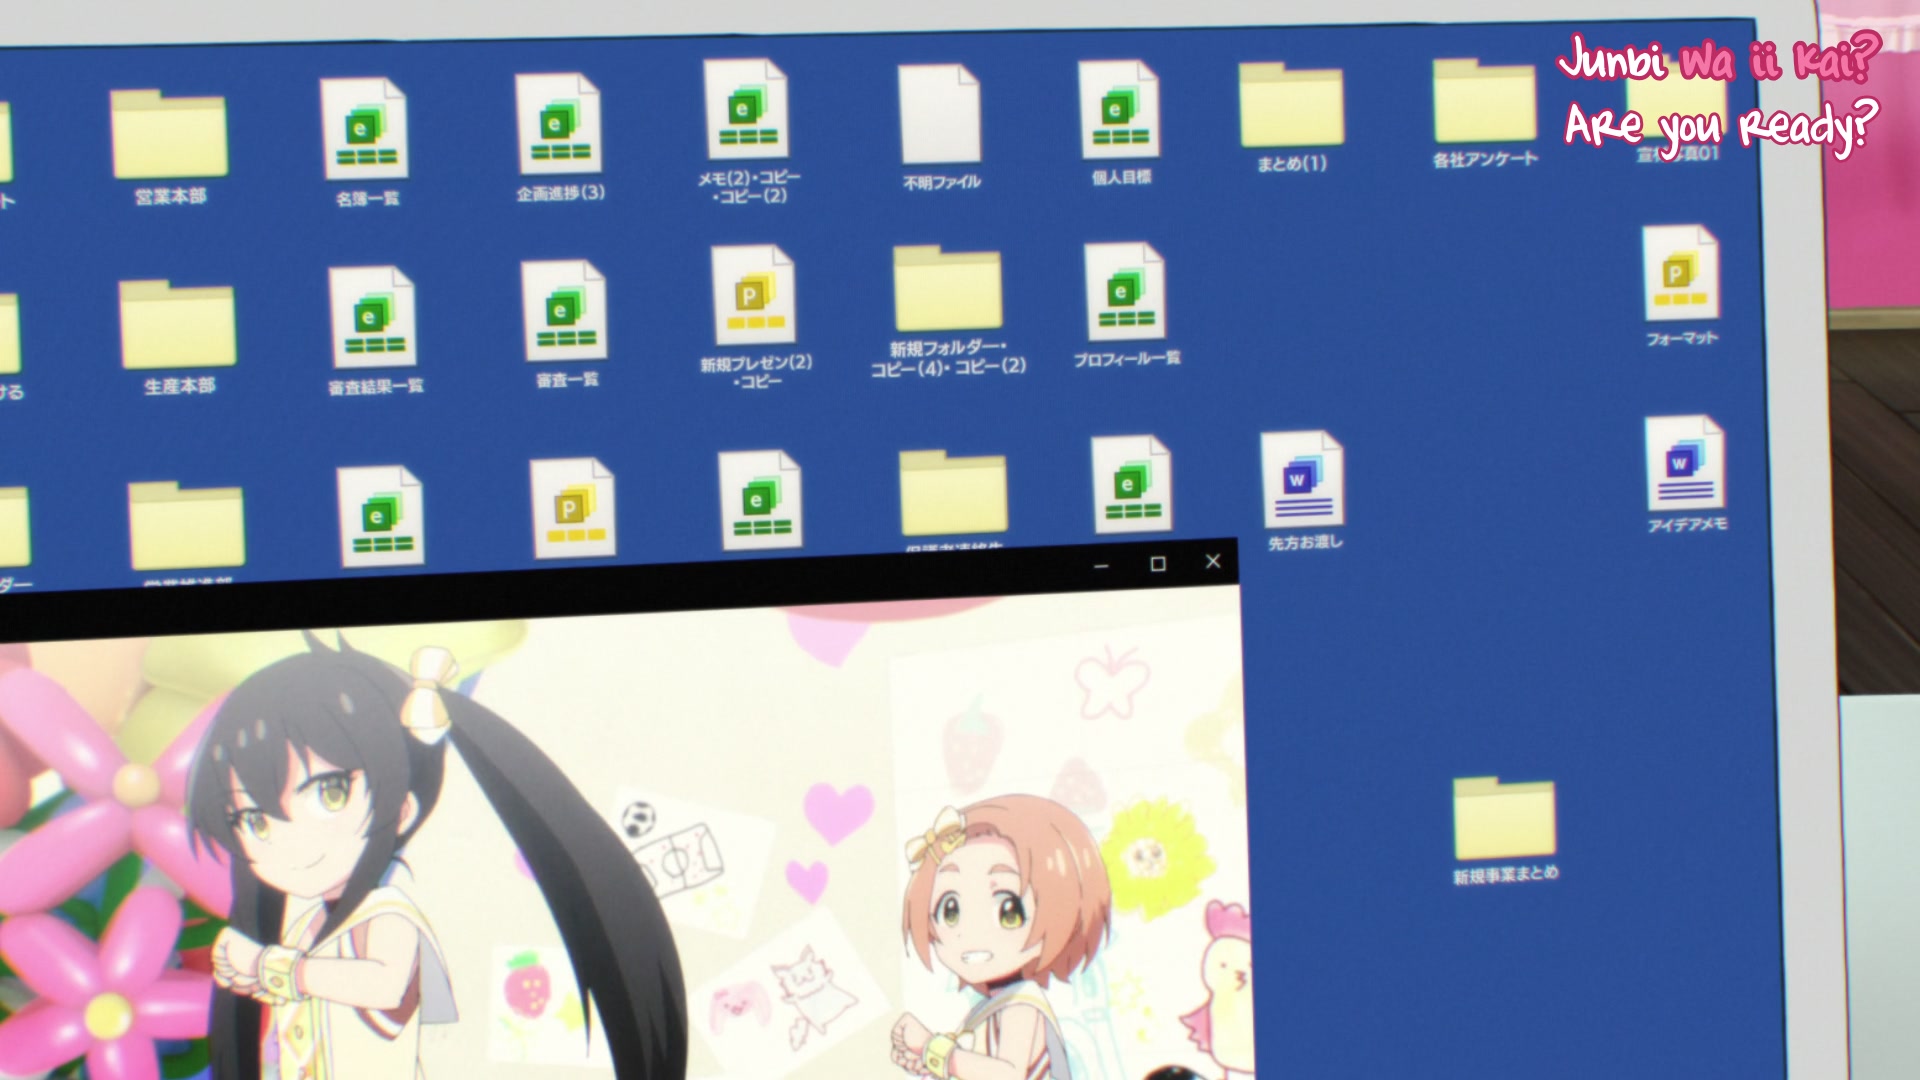 Junbi wa ii kai?
Are you ready?
営業本部
名簿一覧
企画進捗(3)
メモ(2)・コピー
・コピー(2)
不明ファイル
個人目標
まとめ(1)
各社アンケート
生産本部
審査結果一覧
審査一覧
新規プレゼン(2)
・コピー
新規フォルダー・
コピー(4)・コピー(2)
プロフィール一覧
フォーマット
先方お渡し
アイデアメモ
新規事業まとめ